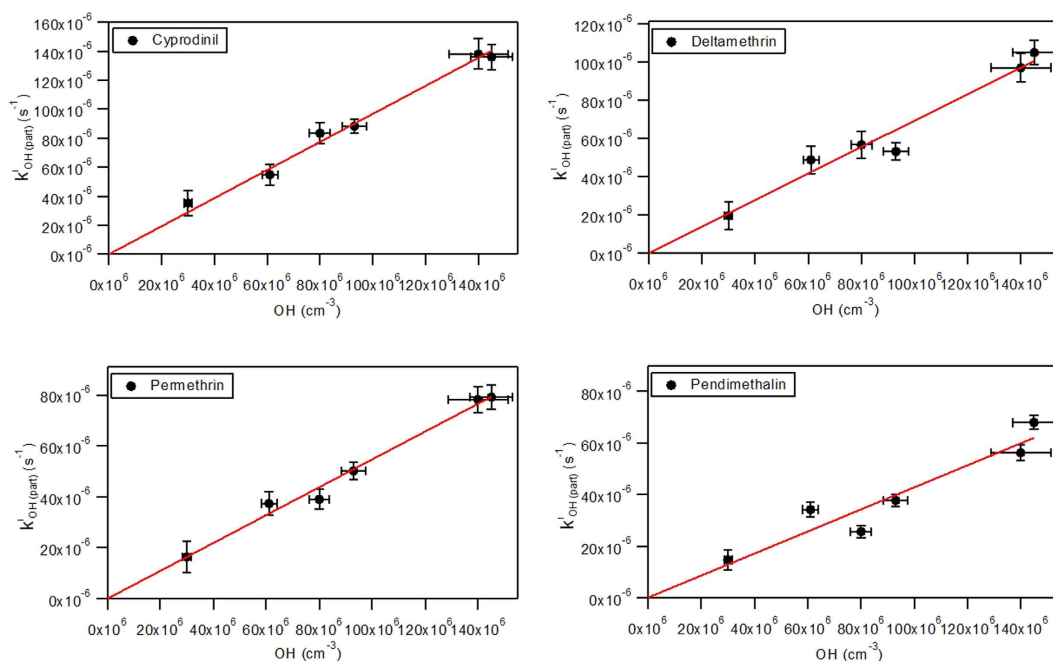 160x10⁻⁶
140x10⁻⁶
120x10⁻⁶
100x10⁻⁶
80x10⁻⁶
60x10⁻⁶
40x10⁻⁶
20x10⁻⁶
0x10⁻⁶
kᴵOH (part) (s⁻¹)
Cyprodinil
0x10⁶ 20x10⁶ 40x10⁶ 60x10⁶ 80x10⁶ 100x10⁶ 120x10⁶ 140x10⁶
OH (cm⁻³)
120x10⁻⁶
100x10⁻⁶
80x10⁻⁶
60x10⁻⁶
40x10⁻⁶
20x10⁻⁶
0x10⁻⁶
kᴵOH (part) (s⁻¹)
Deltamethrin
0x10⁶ 20x10⁶ 40x10⁶ 60x10⁶ 80x10⁶ 100x10⁶ 120x10⁶ 140x10⁶
OH (cm⁻³)
80x10⁻⁶
60x10⁻⁶
40x10⁻⁶
20x10⁻⁶
0x10⁻⁶
kᴵOH (part) (s⁻¹)
Permethrin
0x10⁶ 20x10⁶ 40x10⁶ 60x10⁶ 80x10⁶ 100x10⁶ 120x10⁶ 140x10⁶
OH (cm⁻³)
80x10⁻⁶
60x10⁻⁶
40x10⁻⁶
20x10⁻⁶
0x10⁻⁶
kᴵOH (part) (s⁻¹)
Pendimethalin
0x10⁶ 20x10⁶ 40x10⁶ 60x10⁶ 80x10⁶ 100x10⁶ 120x10⁶ 140x10⁶
OH (cm⁻³)